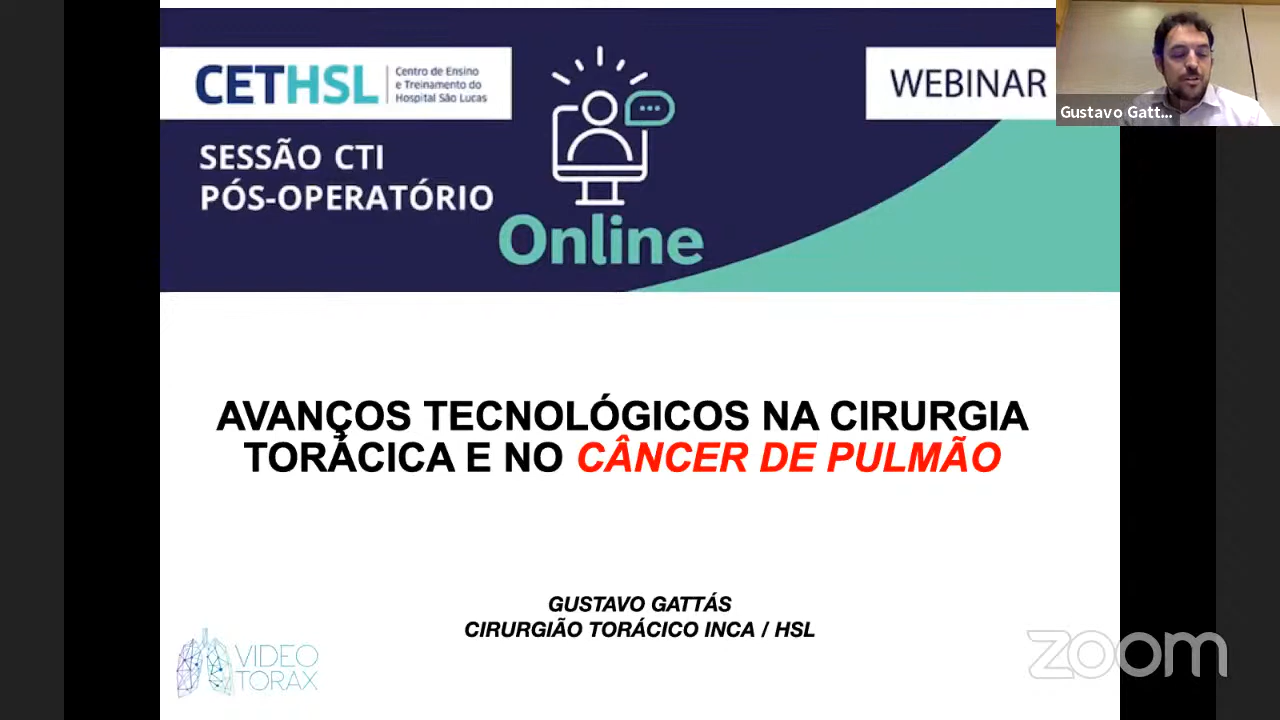 CETHSL
Centro de Ensino
e Treinamento do
Hospital São Lucas
WEBINAR
Gustavo Gatt...
SESSÃO CTI
PÓS-OPERATÓRIO
Online
AVANÇOS TECNOLÓGICOS NA CIRURGIA
TORÁCICA E NO CÂNCER DE PULMÃO
GUSTAVO GATTÁS
CIRURGIÃO TORÁCICO INCA / HSL
VIDEO
TORAX
zoom